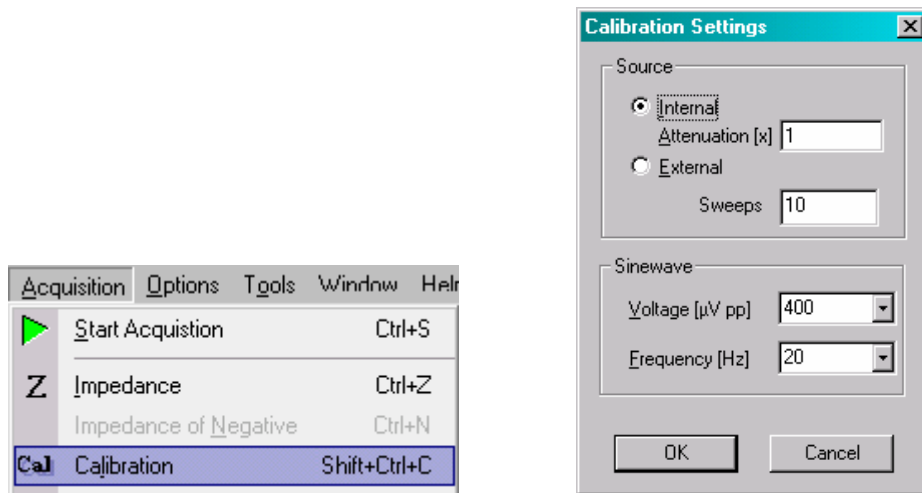 Acquisition Options Tools Window Help
Start Acquistion Ctrl+S
Z Impedance Ctrl+Z
Impedance of Negative Ctrl+N
Cal Calibration Shift+Ctrl+C
Calibration Settings
Source
Internal
Attenuation [x] 1
External
Sweeps 10
Sinewave
Voltage [µV pp] 400
Frequency [Hz] 20
OK Cancel